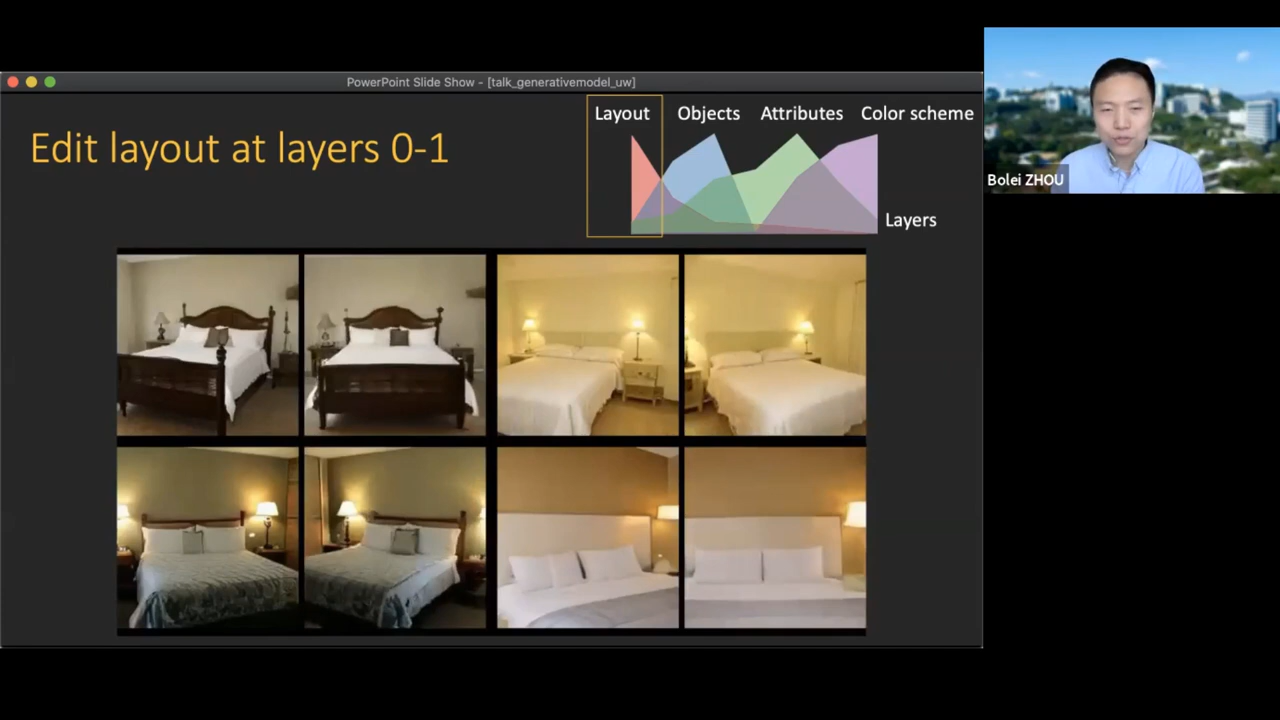 PowerPoint Slide Show - [talk_generativemodel_uw]
Edit layout at layers 0-1
Layout Objects Attributes Color scheme
Layers
Bolei ZHOU